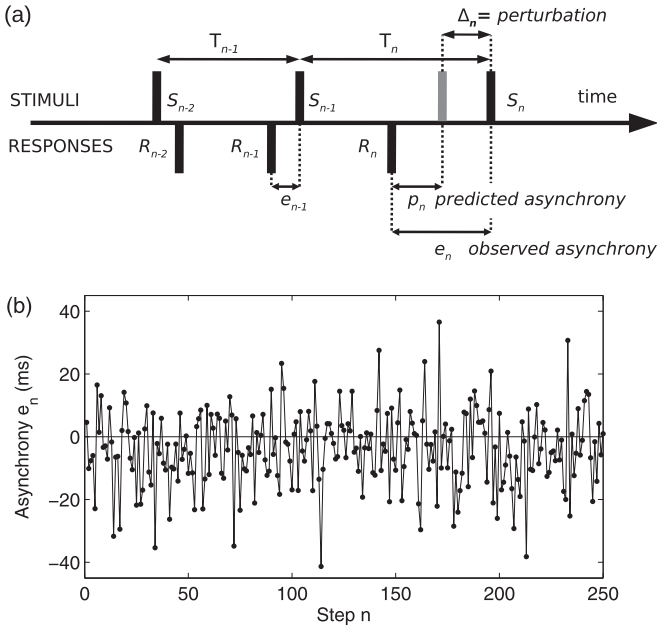 (a)
Δn= perturbation
Tn-1
Tn
STIMULI
Sn-2
Sn-1
Sn
time
RESPONSES
Rn-2
Rn-1
Rn
en-1
pn predicted asynchrony
en observed asynchrony
(b)
Asynchrony en (ms)
40
20
0
−20
−40
0
50
100
150
200
250
Step n